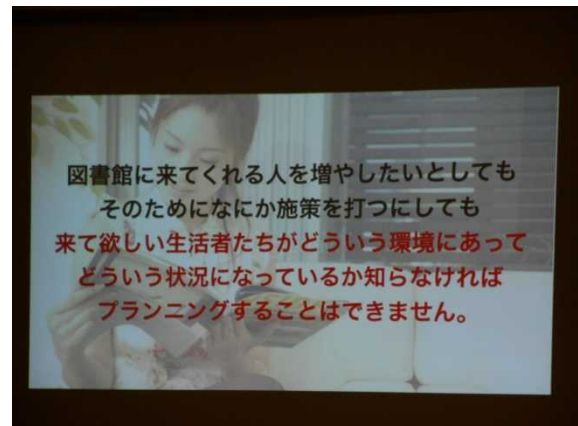 図書館に来てくれる人を増やしたいとしても
そのためになにか施策を打つにしても
来て欲しい生活者たちがどういう環境にあって
どういう状況になっているか知らなければ
プランニングすることはできません。